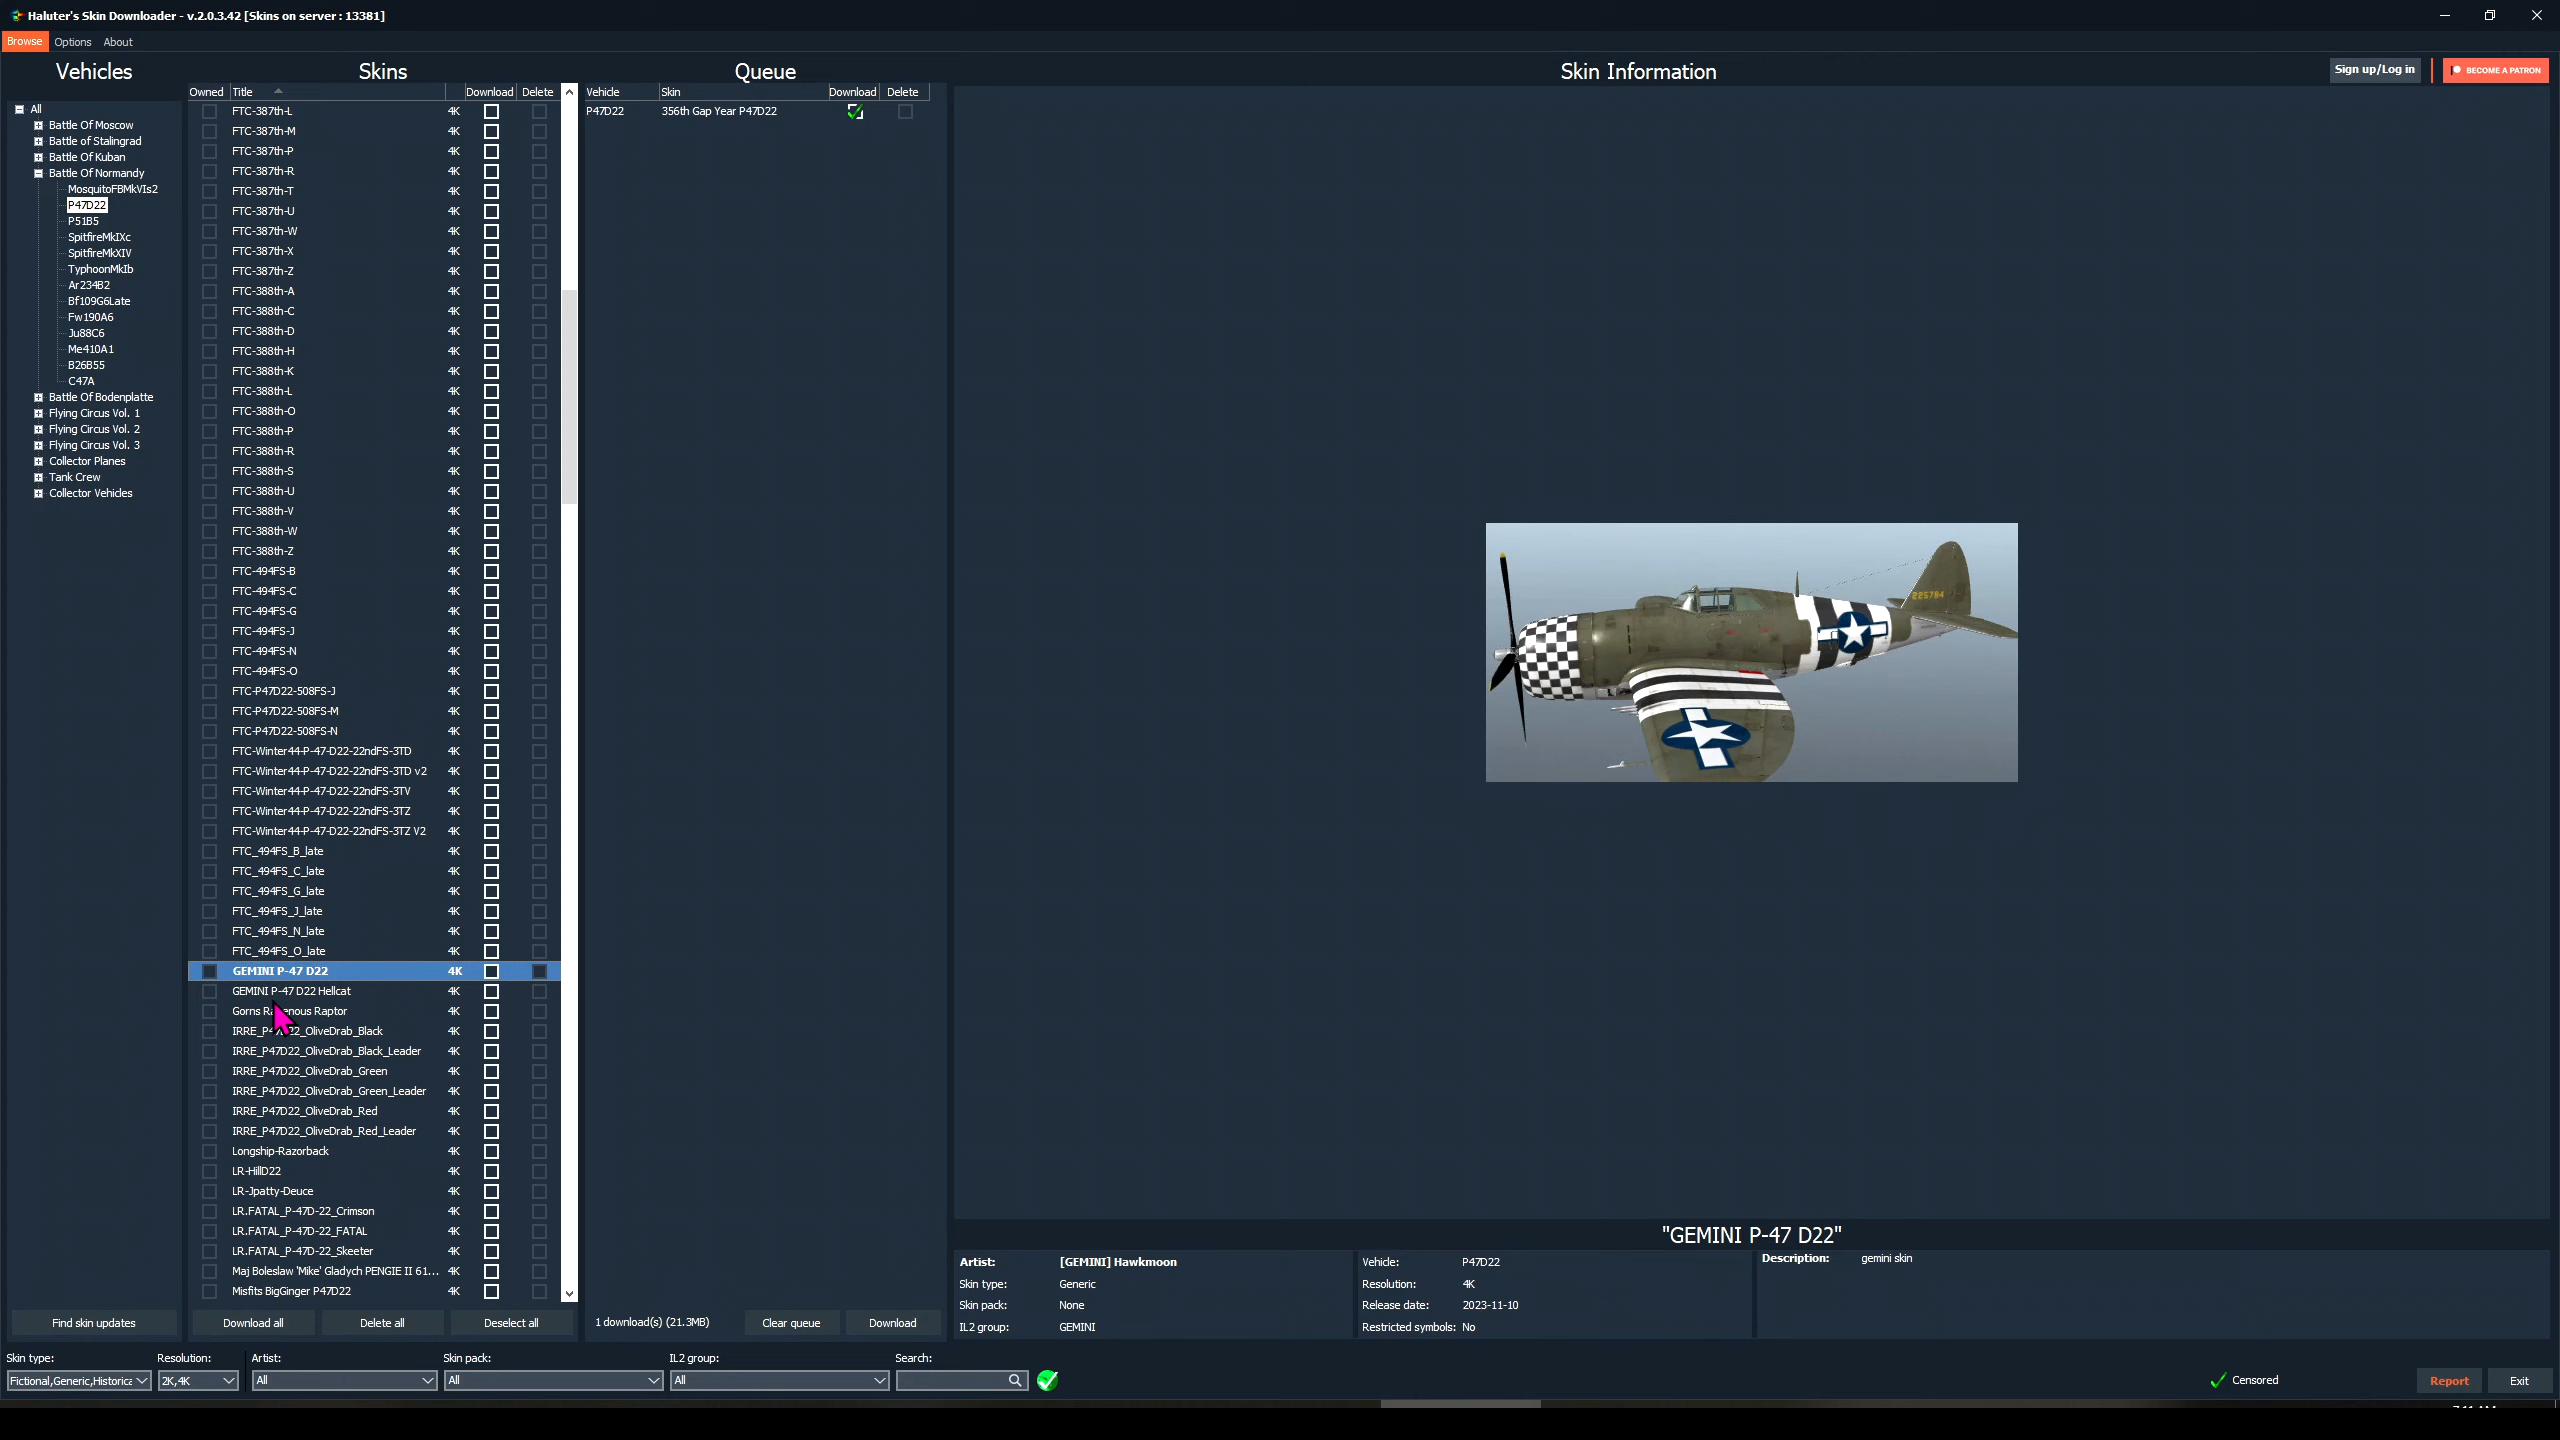 Haluter's Skin Downloader - v.2.0.3.42 [Skins on server : 13381]
Browse Options About
Vehicles
All
Battle Of Moscow
Battle of Stalingrad
Battle Of Kuban
Battle Of Normandy
MosquitoFBMkVIs2
P47D22
P51B5
SpitfireMkIXc
SpitfireMkXIV
TyphoonMkIb
Ar234B2
Bf109G6Late
Fw190A6
Ju88C6
Me410A1
B26B55
C47A
Battle Of Bodenplatte
Flying Circus Vol. 1
Flying Circus Vol. 2
Flying Circus Vol. 3
Collector Planes
Tank Crew
Collector Vehicles
Find skin updates
Skins
Owned Title Download Delete
FTC-387th-L 4K
FTC-387th-M 4K
FTC-387th-P 4K
FTC-387th-R 4K
FTC-387th-T 4K
FTC-387th-U 4K
FTC-387th-W 4K
FTC-387th-X 4K
FTC-387th-Z 4K
FTC-388th-A 4K
FTC-388th-C 4K
FTC-388th-D 4K
FTC-388th-H 4K
FTC-388th-K 4K
FTC-388th-L 4K
FTC-388th-O 4K
FTC-388th-P 4K
FTC-388th-R 4K
FTC-388th-S 4K
FTC-388th-U 4K
FTC-388th-V 4K
FTC-388th-W 4K
FTC-388th-Z 4K
FTC-494FS-B 4K
FTC-494FS-C 4K
FTC-494FS-G 4K
FTC-494FS-J 4K
FTC-494FS-N 4K
FTC-494FS-O 4K
FTC-P47D22-508FS-J 4K
FTC-P47D22-508FS-M 4K
FTC-P47D22-508FS-N 4K
FTC-Winter44-P-47-D22-22ndFS-3TD 4K
FTC-Winter44-P-47-D22-22ndFS-3TD v2 4K
FTC-Winter44-P-47-D22-22ndFS-3TV 4K
FTC-Winter44-P-47-D22-22ndFS-3TZ 4K
FTC-Winter44-P-47-D22-22ndFS-3TZ V2 4K
FTC_494FS_B_late 4K
FTC_494FS_C_late 4K
FTC_494FS_G_late 4K
FTC_494FS_J_late 4K
FTC_494FS_N_late 4K
FTC_494FS_O_late 4K
GEMINI P-47 D22 4K
GEMINI P-47 D22 Hellcat 4K
Gorns Ravenous Raptor 4K
IRRE_P47D22_OliveDrab_Black 4K
IRRE_P47D22_OliveDrab_Black_Leader 4K
IRRE_P47D22_OliveDrab_Green 4K
IRRE_P47D22_OliveDrab_Green_Leader 4K
IRRE_P47D22_OliveDrab_Red 4K
IRRE_P47D22_OliveDrab_Red_Leader 4K
Longship-Razorback 4K
LR-HillD22 4K
LR-Jpatty-Deuce 4K
LR.FATAL_P-47D-22_Crimson 4K
LR.FATAL_P-47D-22_FATAL 4K
LR.FATAL_P-47D-22_Skeeter 4K
Maj Boleslaw 'Mike' Gladych PENGIE II 61... 4K
Misfits BigGinger P47D22 4K
Download all Delete all Deselect all
Queue
Vehicle Skin Download Delete
P47D22 356th Gap Year P47D22
1 download(s) (21.3MB) Clear queue Download
Skin Information
Sign up/Log in
BECOME A PATRON
225784
"GEMINI P-47 D22"
Artist: [GEMINI] Hawkmoon
Skin type: Generic
Skin pack: None
IL2 group: GEMINI
Vehicle: P47D22
Resolution: 4K
Release date: 2023-11-10
Restricted symbols: No
Description: gemini skin
Skin type: Resolution: Artist: Skin pack: IL2 group: Search:
Fictional,Generic,Historica 2K,4K All All All
Censored
Report Exit